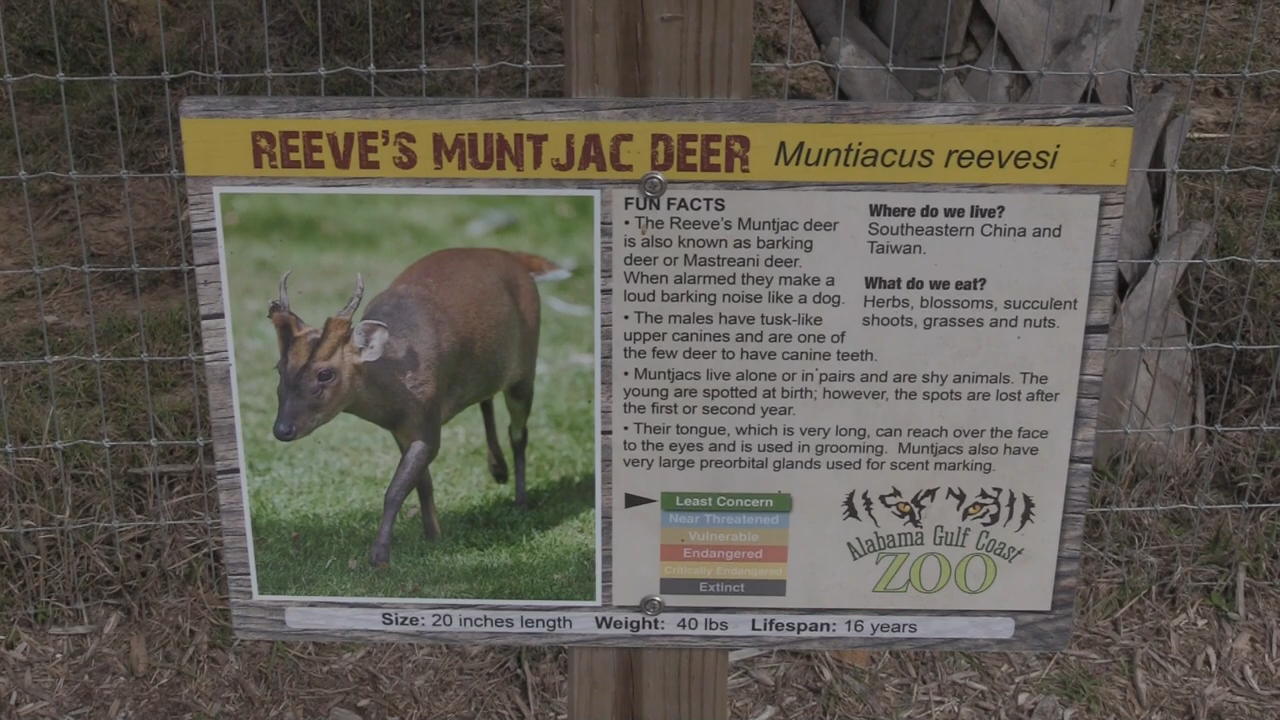 REEVE'S MUNTJAC DEER Muntiacus reevesi
FUN FACTS
• The Reeve's Muntjac deer
is also known as barking
deer or Mastreani deer.
When alarmed they make a
loud barking noise like a dog.
• The males have tusk-like
upper canines and are one of
the few deer to have canine teeth.
• Muntjacs live alone or in pairs and are shy animals. The
young are spotted at birth; however, the spots are lost after
the first or second year.
• Their tongue, which is very long, can reach over the face
to the eyes and is used in grooming. Muntjacs also have
very large preorbital glands used for scent marking.
Where do we live?
Southeastern China and
Taiwan.
What do we eat?
Herbs, blossoms, succulent
shoots, grasses and nuts.
Least Concern
Near Threatened
Vulnerable
Endangered
Critically Endangered
Extinct
Alabama Gulf Coast
ZOO
Size: 20 inches length Weight: 40 lbs Lifespan: 16 years